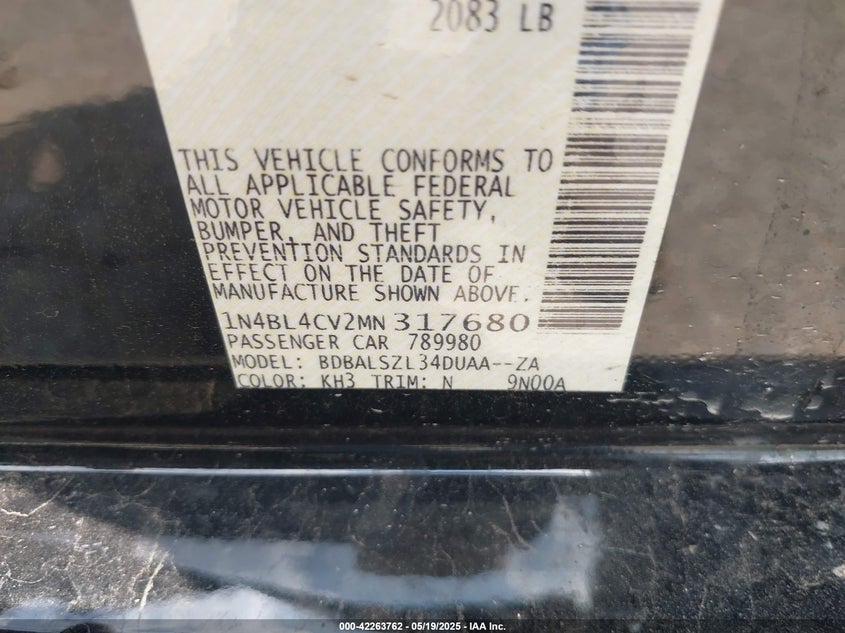 2083 LB
THIS VEHICLE CONFORMS TO
ALL APPLICABLE FEDERAL
MOTOR VEHICLE SAFETY,
BUMPER, AND THEFT
PREVENTION STANDARDS IN
EFFECT ON THE DATE OF
MANUFACTURE SHOWN ABOVE.
1N4BL4CV2MN317680
PASSENGER CAR 789980
MODEL: BDBALSZL34DUAA--ZA
COLOR: KH3 TRIM: N 9N00A
000-42263762 - 05/19/2025 - IAA Inc.